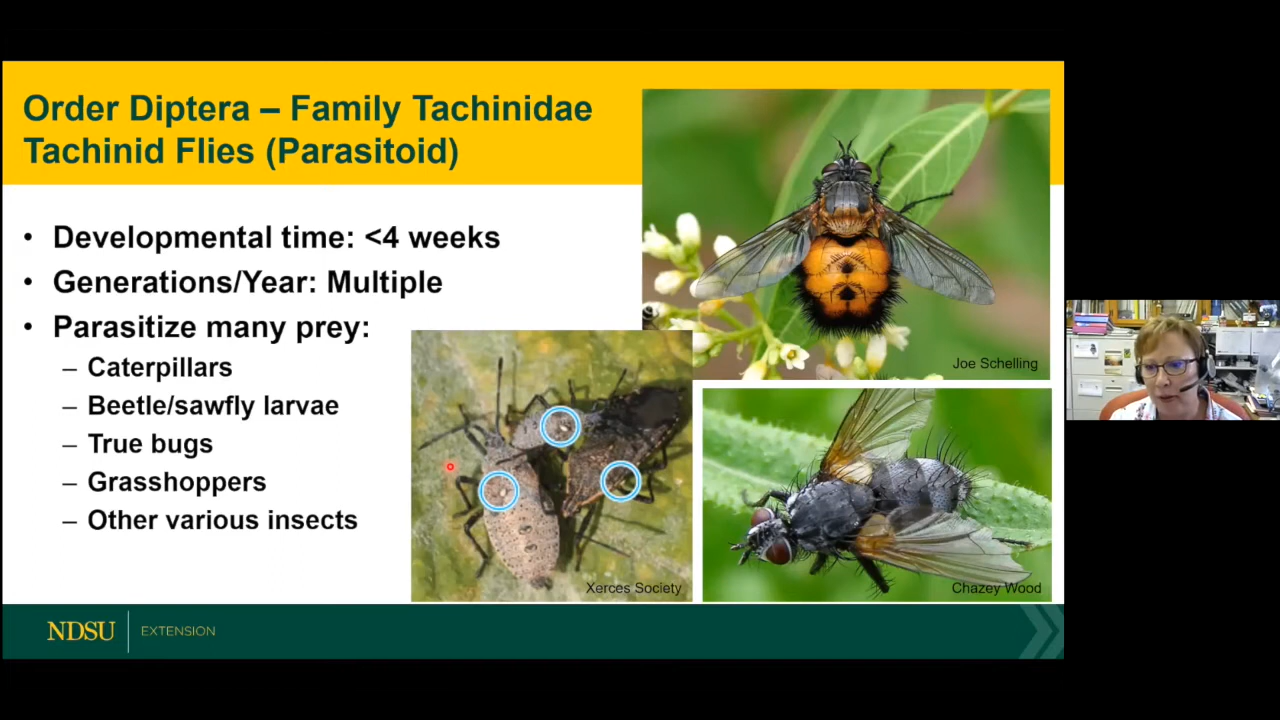 Order Diptera – Family Tachinidae
Tachinid Flies (Parasitoid)
• Developmental time: <4 weeks
• Generations/Year: Multiple
• Parasitize many prey:
– Caterpillars
– Beetle/sawfly larvae
– True bugs
– Grasshoppers
– Other various insects
Joe Schelling
Xerces Society
Chazey Wood
NDSU
EXTENSION